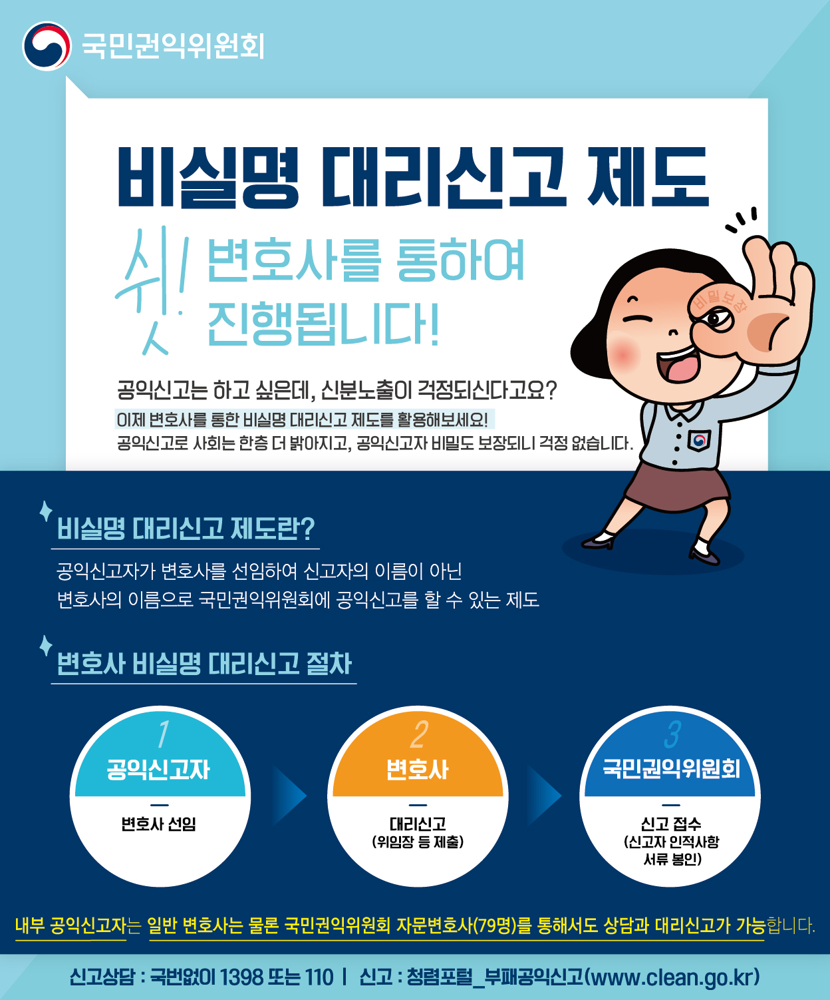 국민권익위원회
비실명 대리신고 제도
쉿!
변호사를 통하여
진행됩니다!
비밀보장
공익신고는 하고 싶은데, 신분노출이 걱정되신다고요?
이제 변호사를 통한 비실명 대리신고 제도를 활용해보세요!
공익신고로 사회는 한층 더 밝아지고, 공익신고자 비밀도 보장되니 걱정 없습니다.
비실명 대리신고 제도란?
공익신고자가 변호사를 선임하여 신고자의 이름이 아닌
변호사의 이름으로 국민권익위원회에 공익신고를 할 수 있는 제도
변호사 비실명 대리신고 절차
1
공익신고자
변호사 선임
2
변호사
대리신고
(위임장 등 제출)
3
국민권익위원회
신고 접수
(신고자 인적사항
서류 봉인)
내부 공익신고자는 일반 변호사는 물론 국민권익위원회 자문변호사(79명)를 통해서도 상담과 대리신고가 가능합니다.
신고상담 : 국번없이 1398 또는 110 | 신고 : 청렴포털_부패공익신고(www.clean.go.kr)